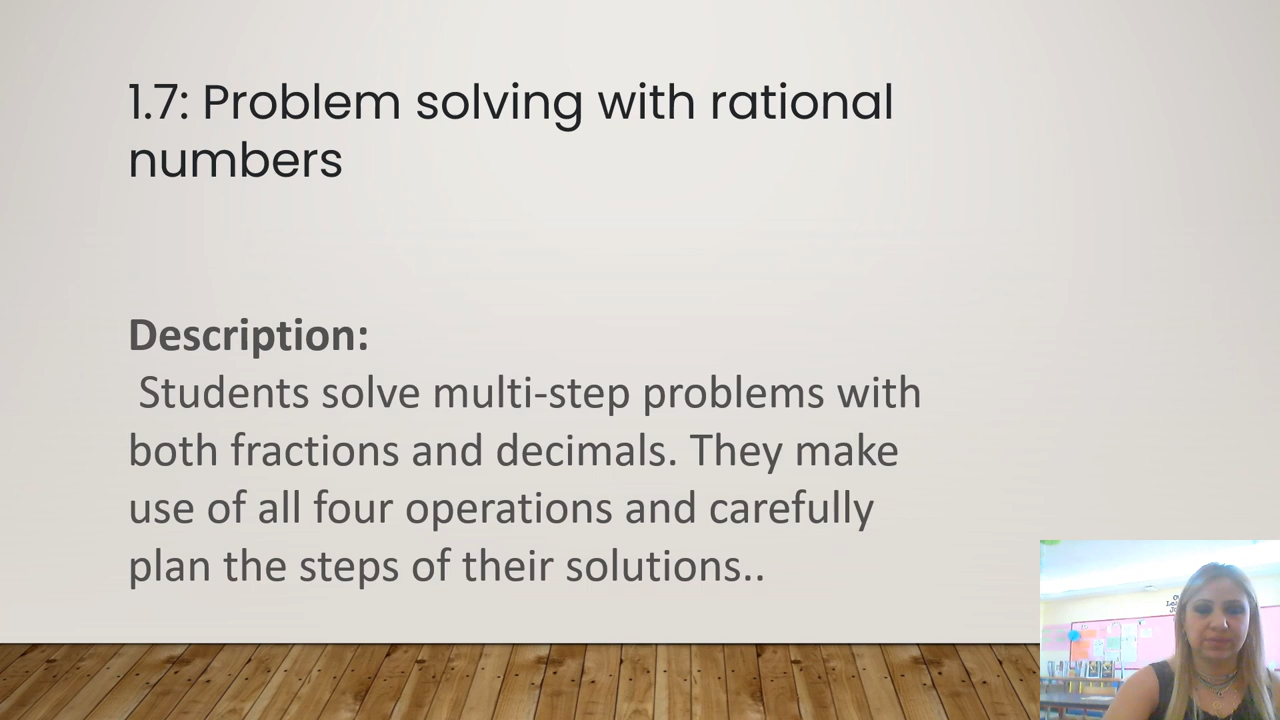 1.7: Problem solving with rational
numbers
Description:
Students solve multi-step problems with
both fractions and decimals. They make
use of all four operations and carefully
plan the steps of their solutions..